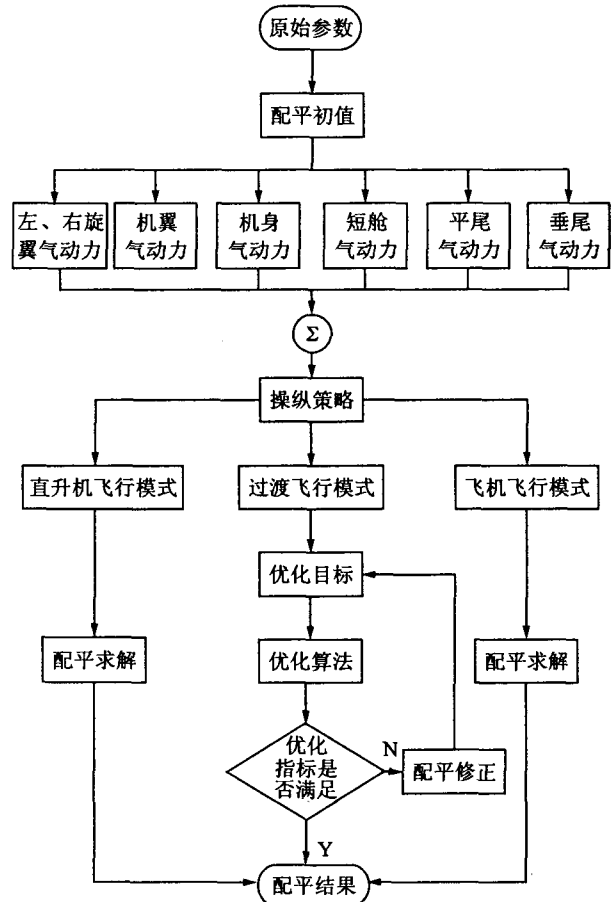 原始参数
配平初值
左、右旋
翼气动力
机翼
气动力
机身
气动力
短舱
气动力
平尾
气动力
垂尾
气动力
Σ
操纵策略
直升机飞行模式
过渡飞行模式
飞机飞行模式
优化目标
配平求解
优化算法
配平求解
优化
指标是
否满足
N
配平修正
Y
配平结果